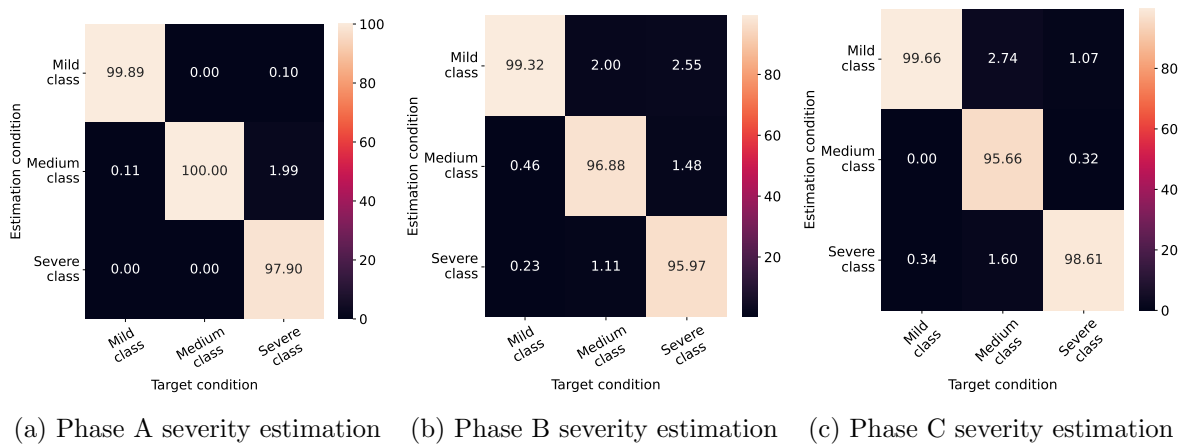 Estimation condition
Mild
class
Medium
class
Severe
class
99.89 0.00 0.10
0.11 100.00 1.99
0.00 0.00 97.90
Mild
class
Medium
class
Severe
class
Target condition
100
80
60
40
20
0
(a) Phase A severity estimation
Estimation condition
Mild
class
Medium
class
Severe
class
99.32 2.00 2.55
0.46 96.88 1.48
0.23 1.11 95.97
Mild
class
Medium
class
Severe
class
Target condition
80
60
40
20
(b) Phase B severity estimation
Estimation condition
Mild
class
Medium
class
Severe
class
99.66 2.74 1.07
0.00 95.66 0.32
0.34 1.60 98.61
Mild
class
Medium
class
Severe
class
Target condition
80
60
40
20
0
(c) Phase C severity estimation